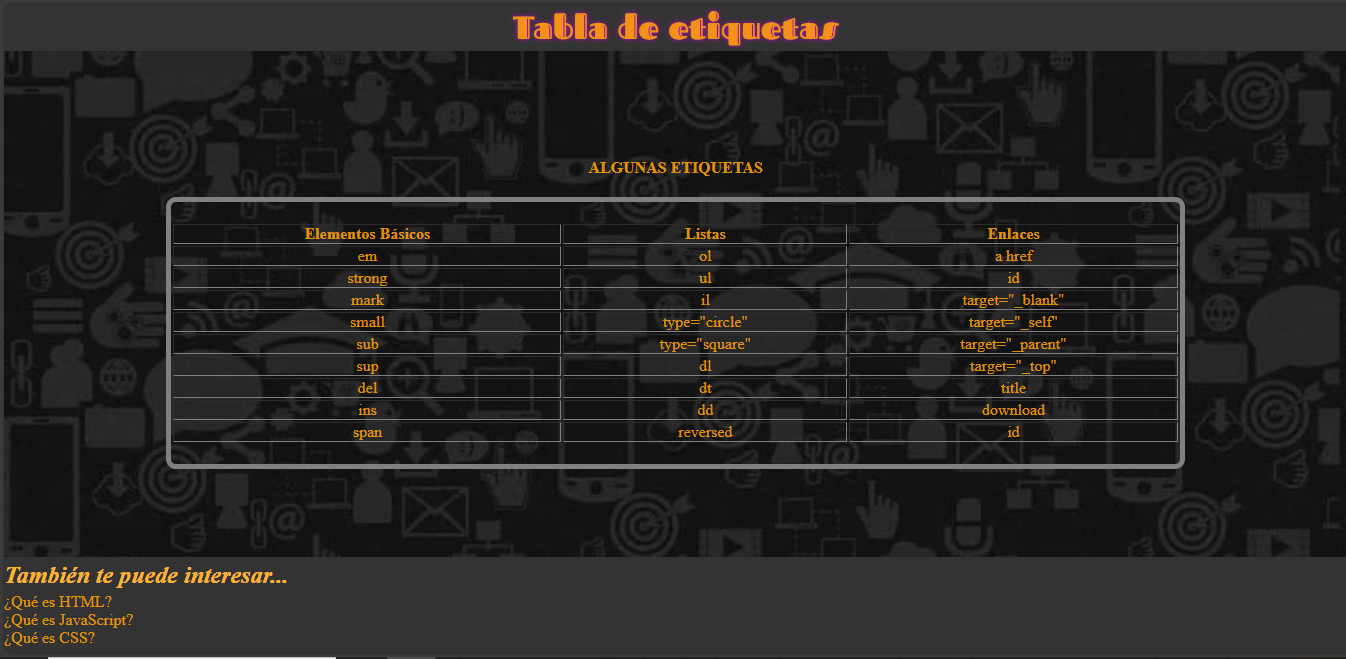 Tabla de etiquetas
ALGUNAS ETIQUETAS
Elementos Básicos Listas Enlaces
em ol a href
strong ul id
mark il target="_blank"
small type="circle" target="_self"
sub type="square" target="_parent"
sup dl target="_top"
del dt title
ins dd download
span reversed id
También te puede interesar...
¿Qué es HTML?
¿Qué es JavaScript?
¿Qué es CSS?